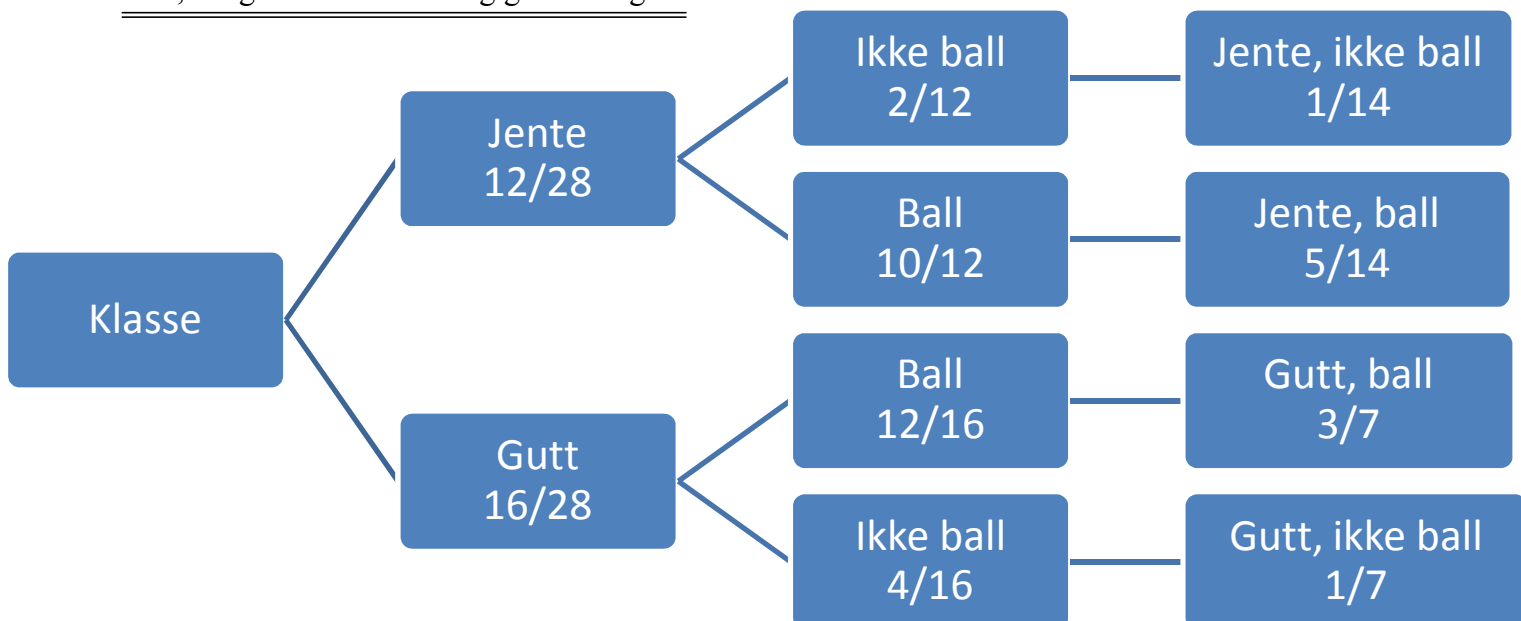 Klasse
Jente
12/28
Gutt
16/28
Ikke ball
2/12
Ball
10/12
Ball
12/16
Ikke ball
4/16
Jente, ikke ball
1/14
Jente, ball
5/14
Gutt, ball
3/7
Gutt, ikke ball
1/7